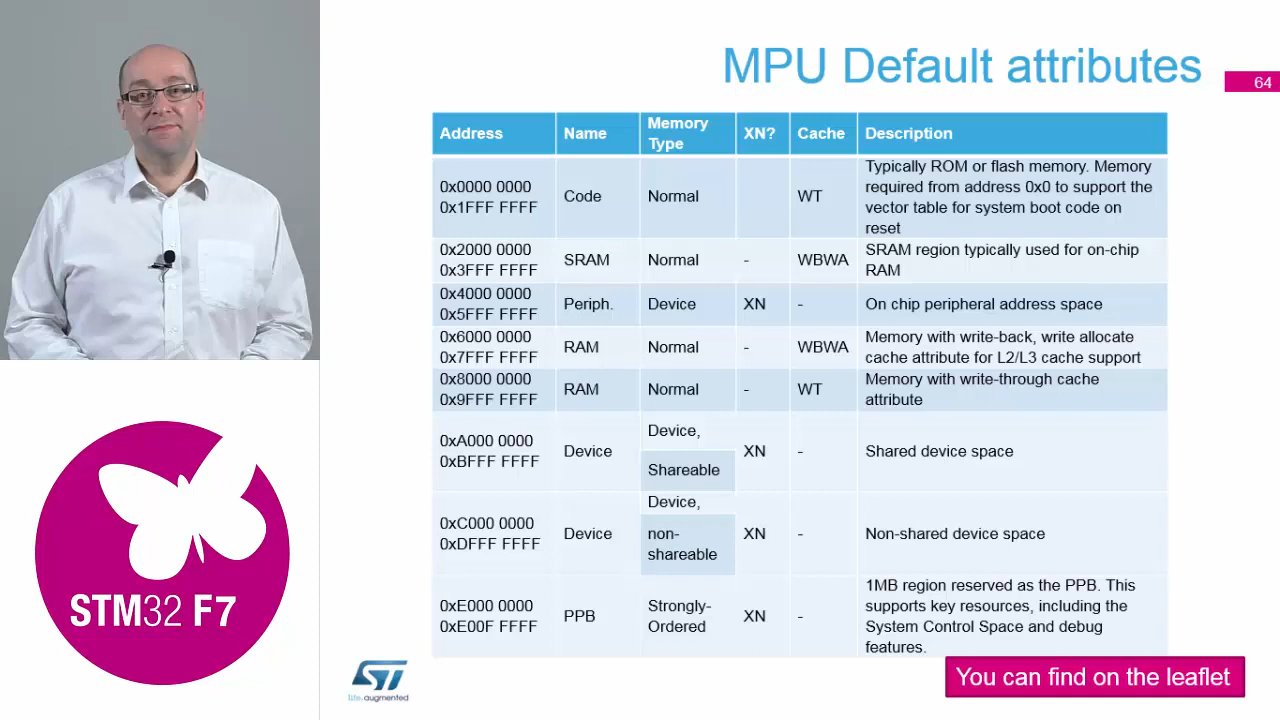 MPU Default attributes
64
Address Name Memory Type XN? Cache Description
0x0000 0000
0x1FFF FFFF
Code
Normal
WT
Typically ROM or flash memory. Memory
required from address 0x0 to support the
vector table for system boot code on
reset
0x2000 0000
0x3FFF FFFF
SRAM
Normal
-
WBWA
SRAM region typically used for on-chip
RAM
0x4000 0000
0x5FFF FFFF
Periph.
Device
XN
-
On chip peripheral address space
0x6000 0000
0x7FFF FFFF
RAM
Normal
-
WBWA
Memory with write-back, write allocate
cache attribute for L2/L3 cache support
0x8000 0000
0x9FFF FFFF
RAM
Normal
-
WT
Memory with write-through cache
attribute
0xA000 0000
0xBFFF FFFF
Device
Device,
Shareable
XN
-
Shared device space
0xC000 0000
0xDFFF FFFF
Device
Device,
non-
shareable
XN
-
Non-shared device space
0xE000 0000
0xE00F FFFF
PPB
Strongly-
Ordered
XN
-
1MB region reserved as the PPB. This
supports key resources, including the
System Control Space and debug
features.
You can find on the leaflet
STM32 F7
ST
life.augmented